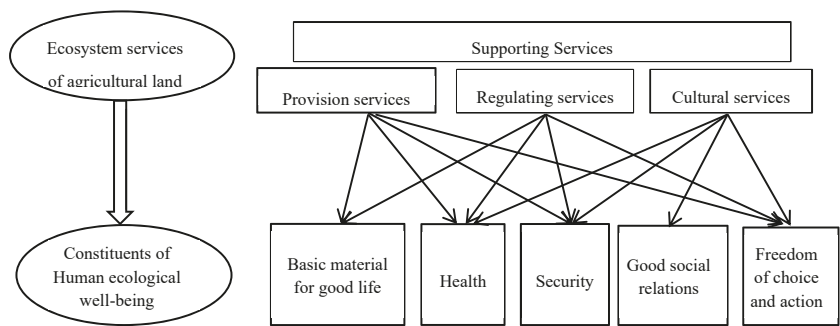 Ecosystem services
of agricultural land
Supporting Services
Provision services
Regulating services
Cultural services
Constituents of
Human ecological
well-being
Basic material
for good life
Health
Security
Good social
relations
Freedom
of choice
and action